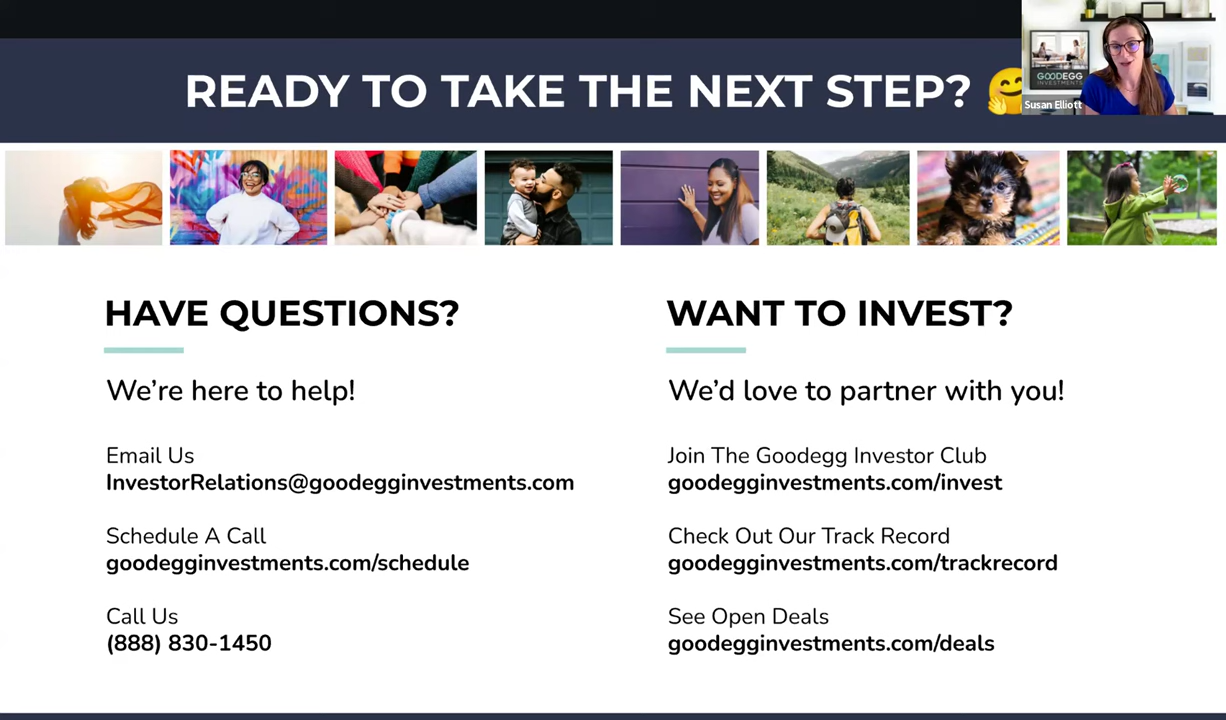 READY TO TAKE THE NEXT STEP?
GOODEGG
INVESTMENTS
Susan Elliott
HAVE QUESTIONS?
We're here to help!
Email Us
InvestorRelations@goodegginvestments.com
Schedule A Call
goodegginvestments.com/schedule
Call Us
(888) 830-1450
WANT TO INVEST?
We'd love to partner with you!
Join The Goodegg Investor Club
goodegginvestments.com/invest
Check Out Our Track Record
goodegginvestments.com/trackrecord
See Open Deals
goodegginvestments.com/deals